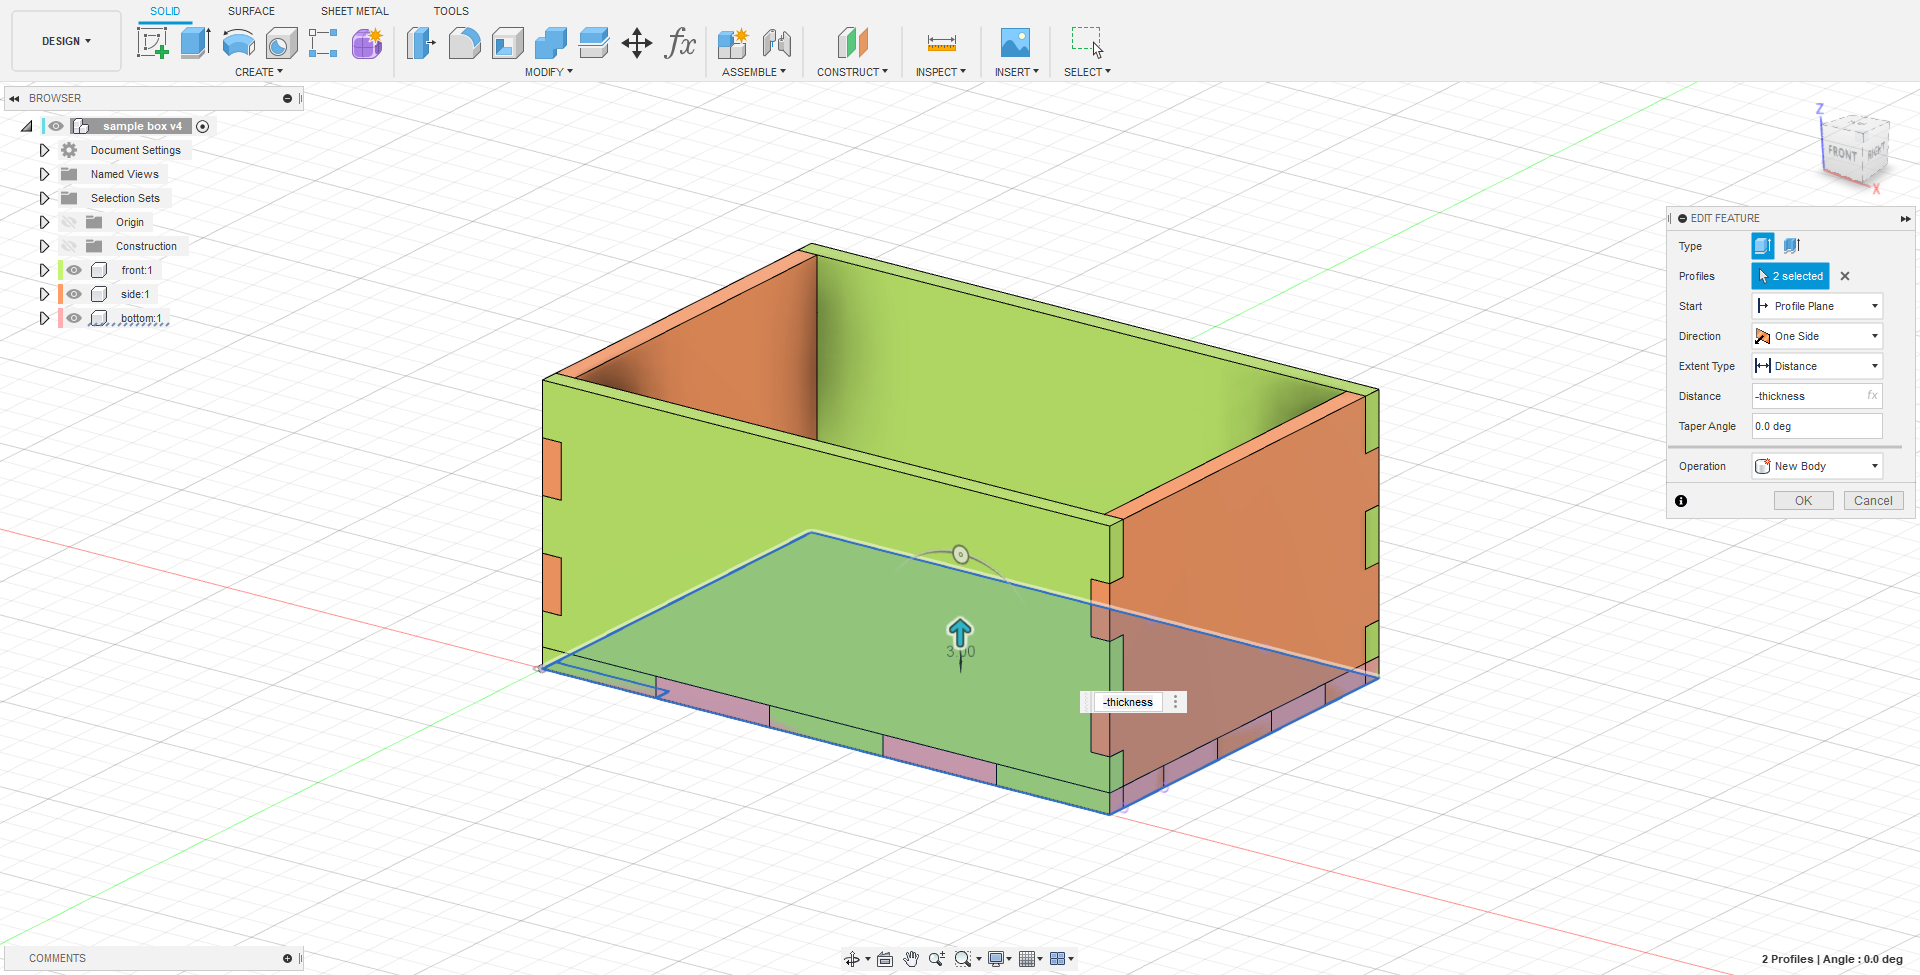 SOLID SURFACE SHEET METAL TOOLS
DESIGN
CREATE MODIFY ASSEMBLE CONSTRUCT INSPECT INSERT SELECT
BROWSER
sample box v4
Document Settings
Named Views
Selection Sets
Origin
Construction
front:1
side:1
bottom:1
Z
FRONT RIGHT
X
EDIT FEATURE
Type
Profiles 2 selected
Start Profile Plane
Direction One Side
Extent Type Distance
Distance -thickness fx
Taper Angle 0.0 deg
Operation New Body
OK Cancel
3.00
-thickness
COMMENTS
2 Profiles | Angle : 0.0 deg